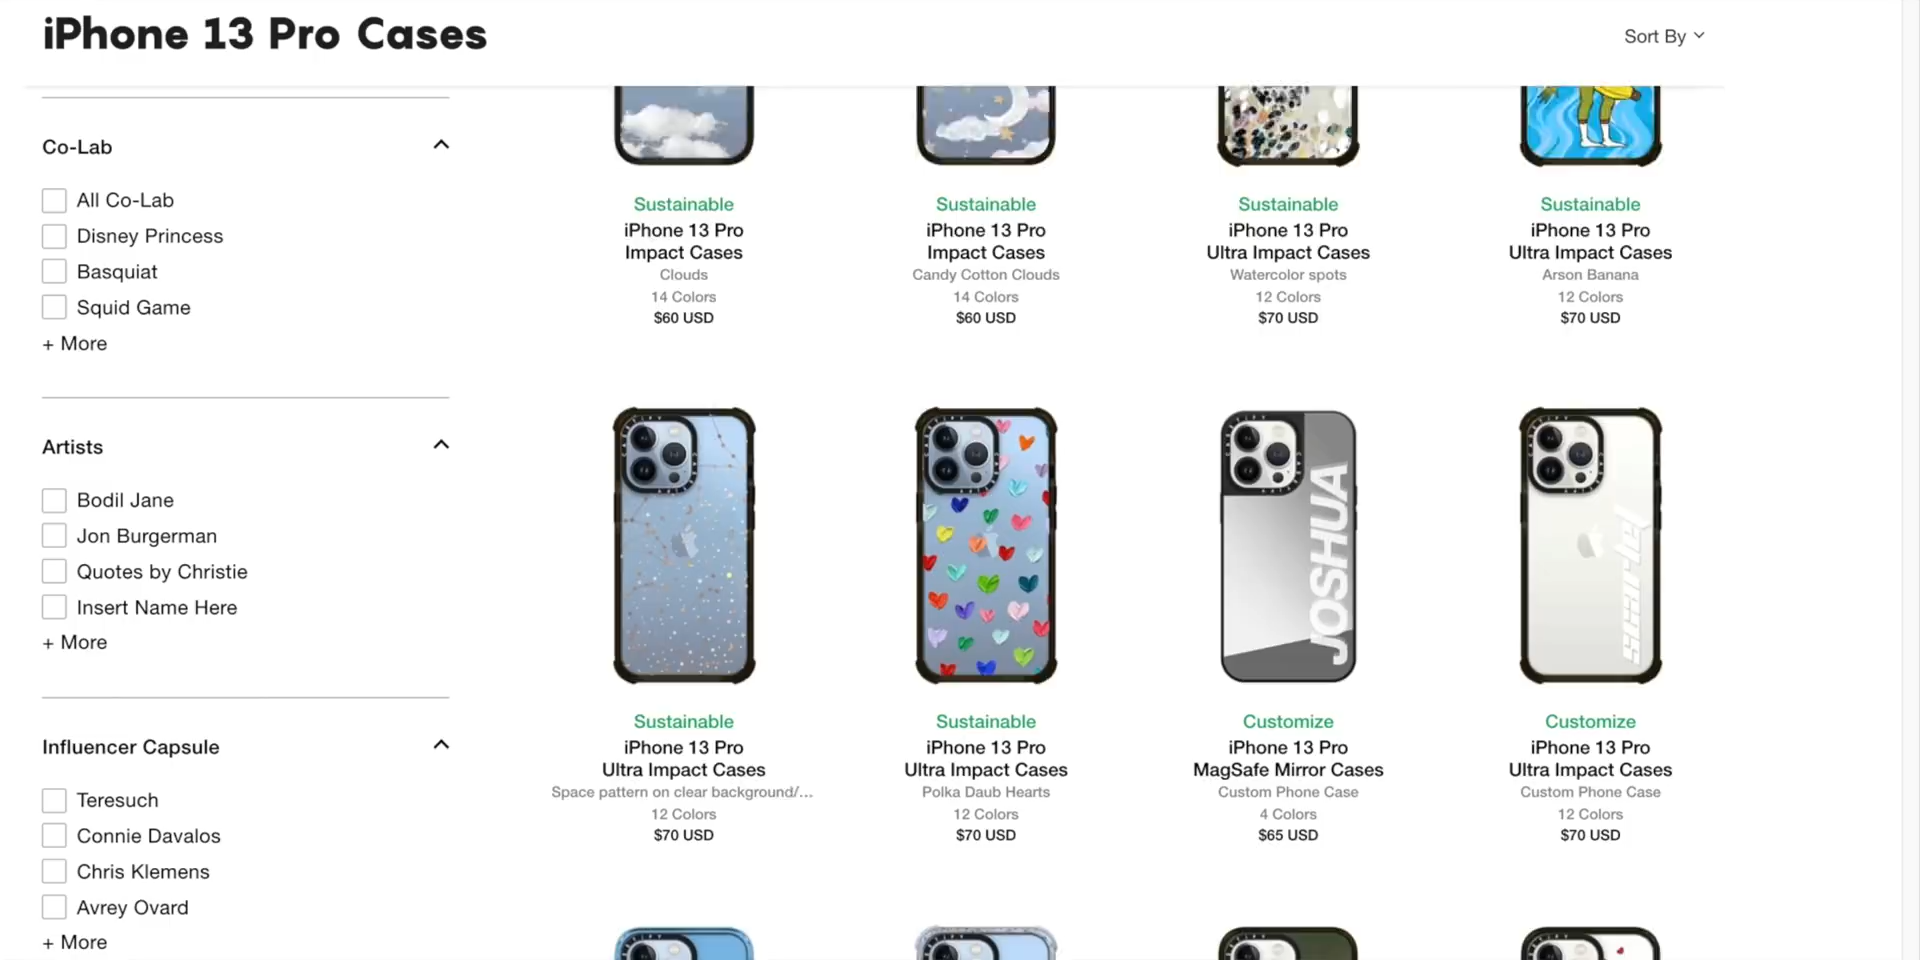 iPhone 13 Pro Cases
Sort By
Co-Lab
All Co-Lab
Disney Princess
Basquiat
Squid Game
+ More
Artists
Bodil Jane
Jon Burgerman
Quotes by Christie
Insert Name Here
+ More
Influencer Capsule
Teresuch
Connie Davalos
Chris Klemens
Avrey Ovard
+ More
Sustainable
iPhone 13 Pro
Impact Cases
Clouds
14 Colors
$60 USD
Sustainable
iPhone 13 Pro
Impact Cases
Candy Cotton Clouds
14 Colors
$60 USD
Sustainable
iPhone 13 Pro
Ultra Impact Cases
Watercolor spots
12 Colors
$70 USD
Sustainable
iPhone 13 Pro
Ultra Impact Cases
Arson Banana
12 Colors
$70 USD
Sustainable
iPhone 13 Pro
Ultra Impact Cases
Space pattern on clear background/...
12 Colors
$70 USD
Sustainable
iPhone 13 Pro
Ultra Impact Cases
Polka Daub Hearts
12 Colors
$70 USD
JOSHUA
Customize
iPhone 13 Pro
MagSafe Mirror Cases
Custom Phone Case
4 Colors
$65 USD
scarlet
Customize
iPhone 13 Pro
Ultra Impact Cases
Custom Phone Case
12 Colors
$70 USD